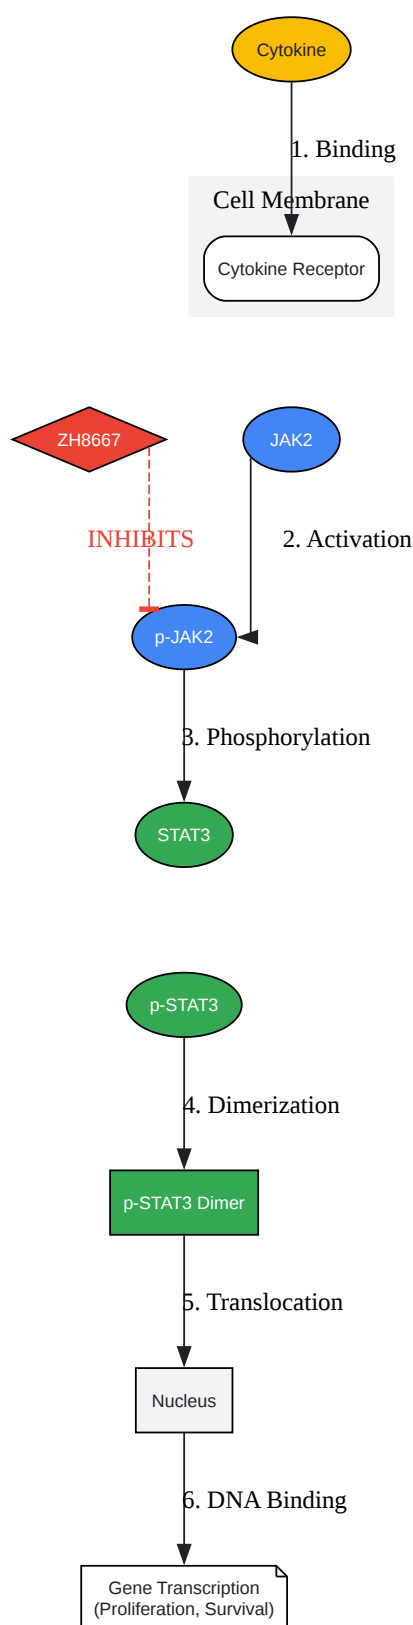 Cytokine
1. Binding
Cell Membrane
Cytokine Receptor
ZH8667
JAK2
INHIBITS
2. Activation
p-JAK2
3. Phosphorylation
STAT3
p-STAT3
4. Dimerization
p-STAT3 Dimer
5. Translocation
Nucleus
6. DNA Binding
Gene Transcription
(Proliferation, Survival)